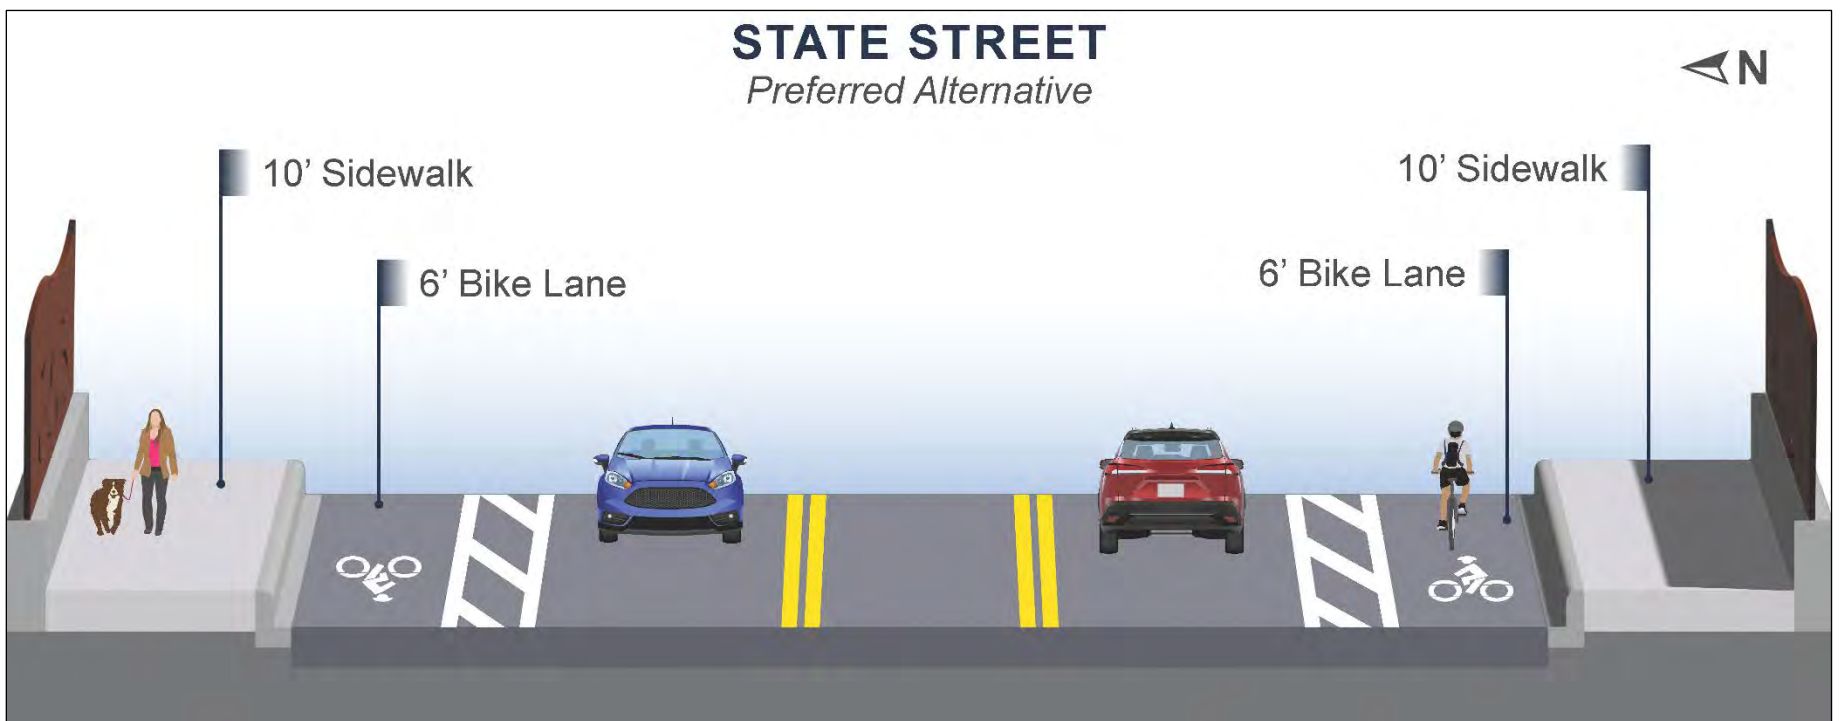 STATE STREET
Preferred Alternative
N
10’ Sidewalk
10’ Sidewalk
6’ Bike Lane
6’ Bike Lane